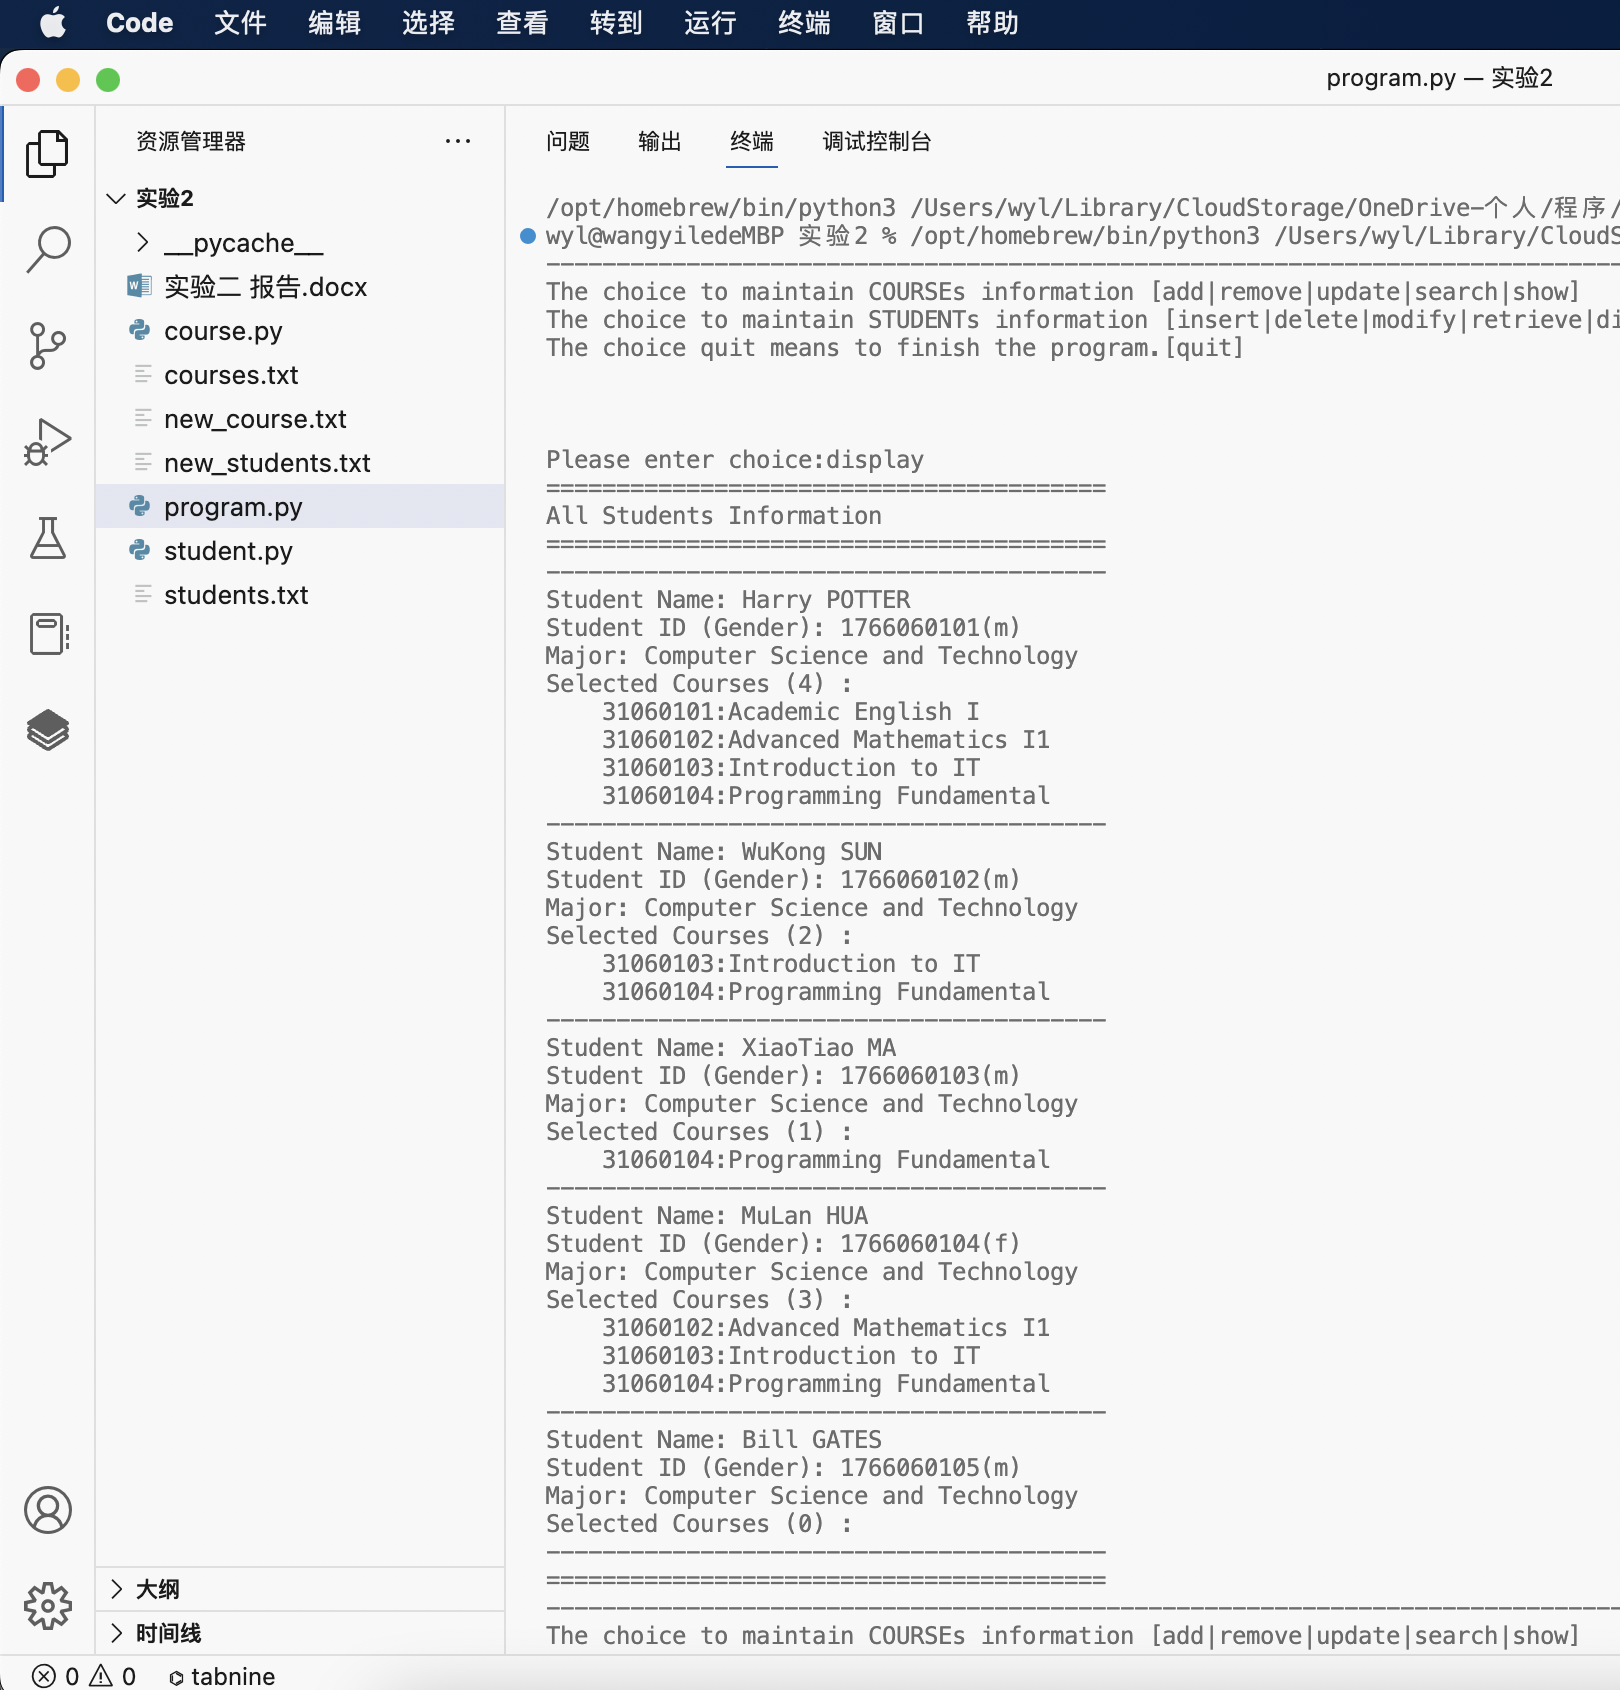 Code 文件 编辑 选择 查看 转到 运行 终端 窗口 帮助
program.py — 实验2
资源管理器 ···
实验2
__pycache__
实验二 报告.docx
course.py
courses.txt
new_course.txt
new_students.txt
program.py
student.py
students.txt
大纲
时间线
问题 输出 终端 调试控制台
/opt/homebrew/bin/python3 /Users/wyl/Library/CloudStorage/OneDrive-个人/程序/
wyl@wangyiledeMBP 实验2 % /opt/homebrew/bin/python3 /Users/wyl/Library/CloudS
--------------------------------------------------------------------------------
The choice to maintain COURSEs information [add|remove|update|search|show]
The choice to maintain STUDENTs information [insert|delete|modify|retrieve|di
The choice quit means to finish the program.[quit]
Please enter choice:display
========================================
All Students Information
========================================
----------------------------------------
Student Name: Harry POTTER
Student ID (Gender): 1766060101(m)
Major: Computer Science and Technology
Selected Courses (4) :
31060101:Academic English I
31060102:Advanced Mathematics I1
31060103:Introduction to IT
31060104:Programming Fundamental
----------------------------------------
Student Name: WuKong SUN
Student ID (Gender): 1766060102(m)
Major: Computer Science and Technology
Selected Courses (2) :
31060103:Introduction to IT
31060104:Programming Fundamental
----------------------------------------
Student Name: XiaoTiao MA
Student ID (Gender): 1766060103(m)
Major: Computer Science and Technology
Selected Courses (1) :
31060104:Programming Fundamental
----------------------------------------
Student Name: MuLan HUA
Student ID (Gender): 1766060104(f)
Major: Computer Science and Technology
Selected Courses (3) :
31060102:Advanced Mathematics I1
31060103:Introduction to IT
31060104:Programming Fundamental
----------------------------------------
Student Name: Bill GATES
Student ID (Gender): 1766060105(m)
Major: Computer Science and Technology
Selected Courses (0) :
----------------------------------------
========================================
--------------------------------------------------------------------------------
The choice to maintain COURSEs information [add|remove|update|search|show]
0 0 tabnine